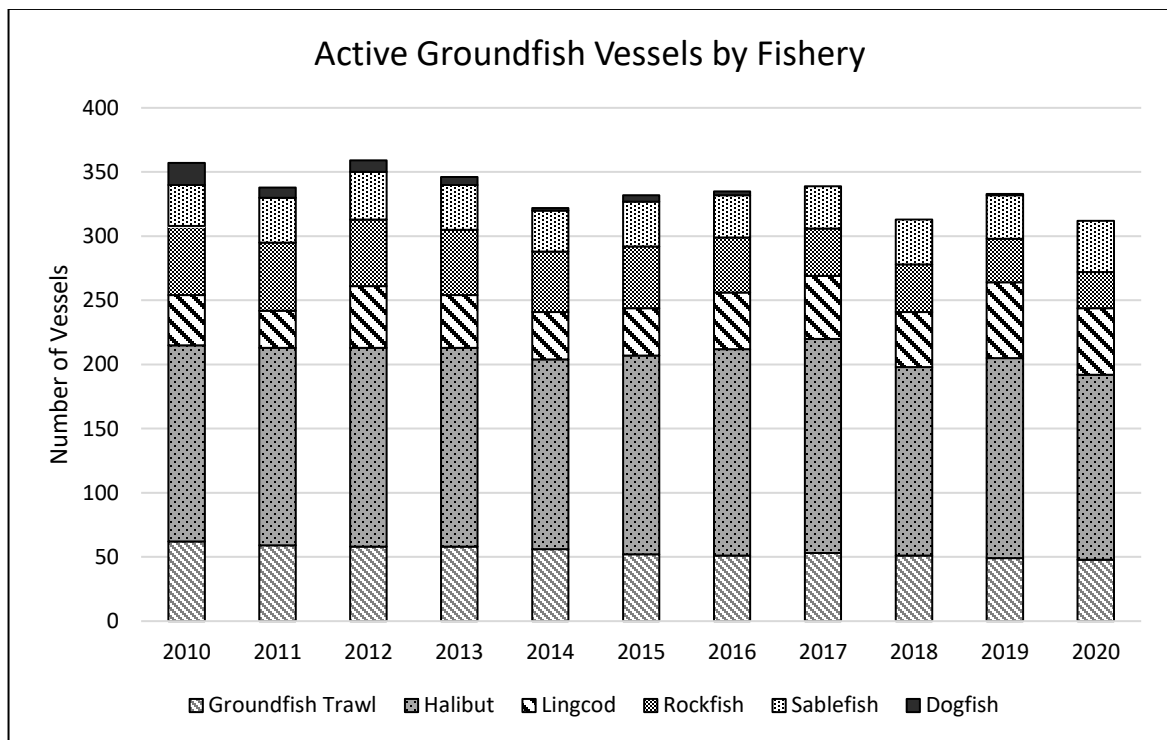 Active Groundfish Vessels by Fishery
Number of Vessels
400
350
300
250
200
150
100
50
0
2010 2011 2012 2013 2014 2015 2016 2017 2018 2019 2020
Groundfish Trawl Halibut Lingcod Rockfish Sablefish Dogfish